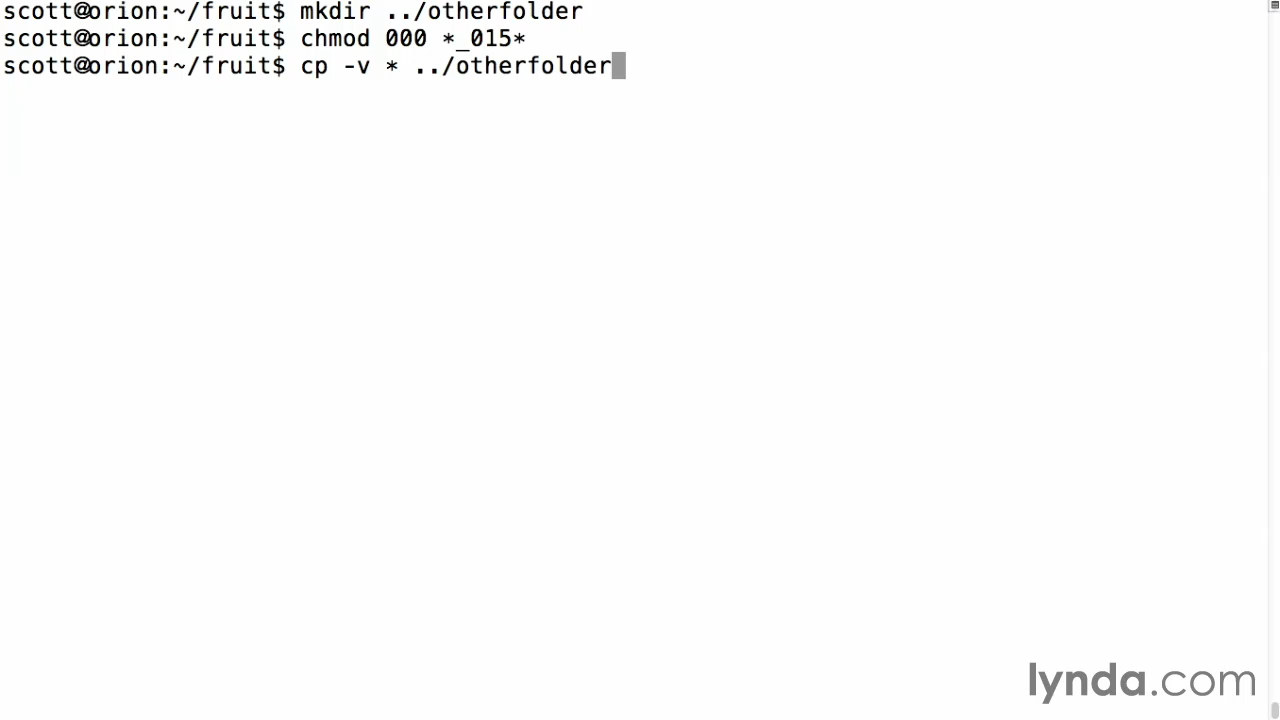 scott@orion:~/fruit$ mkdir ../otherfolder
scott@orion:~/fruit$ chmod 000 *_015*
scott@orion:~/fruit$ cp -v * ../otherfolder
lynda.com